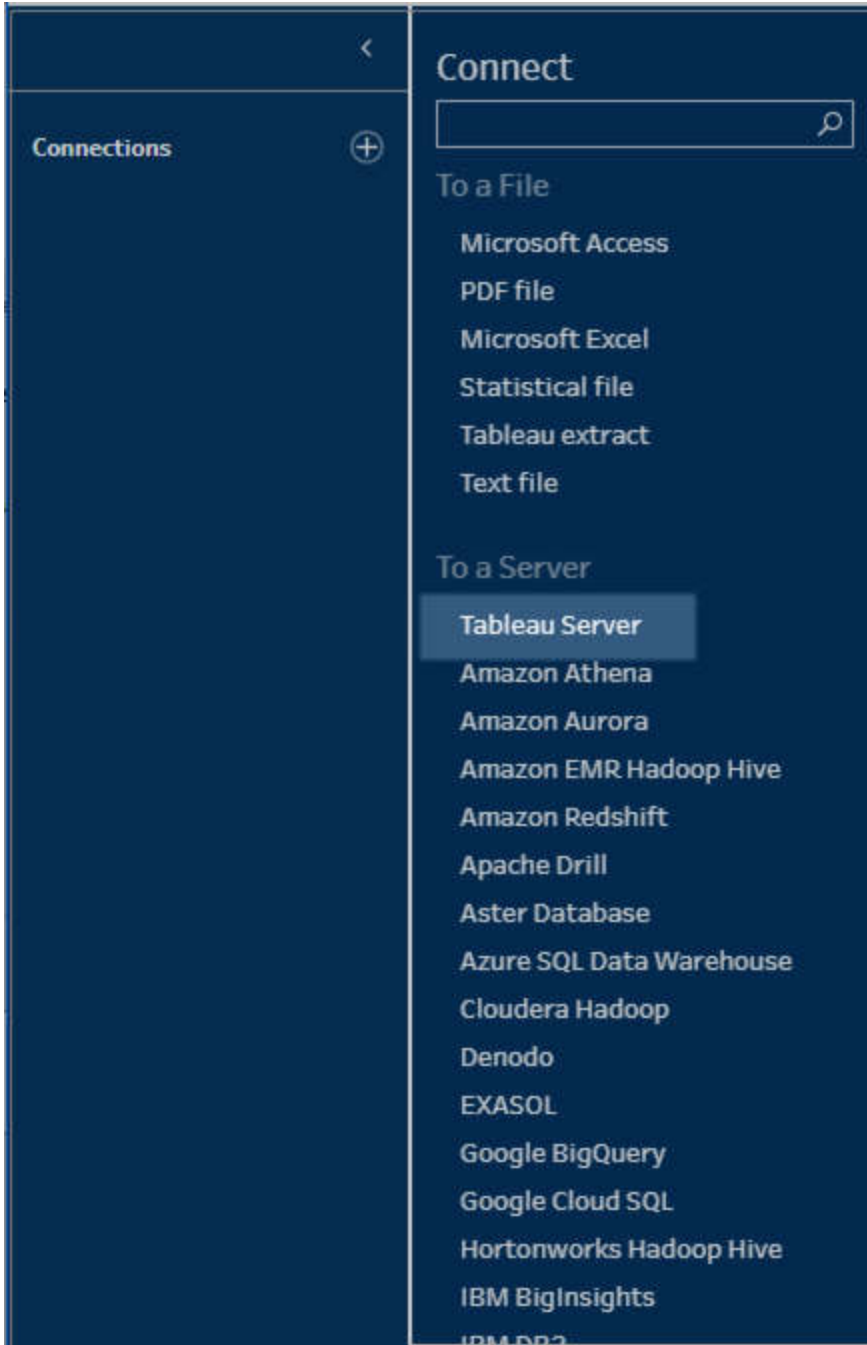 Connections
Connect
To a File
Microsoft Access
PDF file
Microsoft Excel
Statistical file
Tableau extract
Text file
To a Server
Tableau Server
Amazon Athena
Amazon Aurora
Amazon EMR Hadoop Hive
Amazon Redshift
Apache Drill
Aster Database
Azure SQL Data Warehouse
Cloudera Hadoop
Denodo
EXASOL
Google BigQuery
Google Cloud SQL
Hortonworks Hadoop Hive
IBM BigInsights